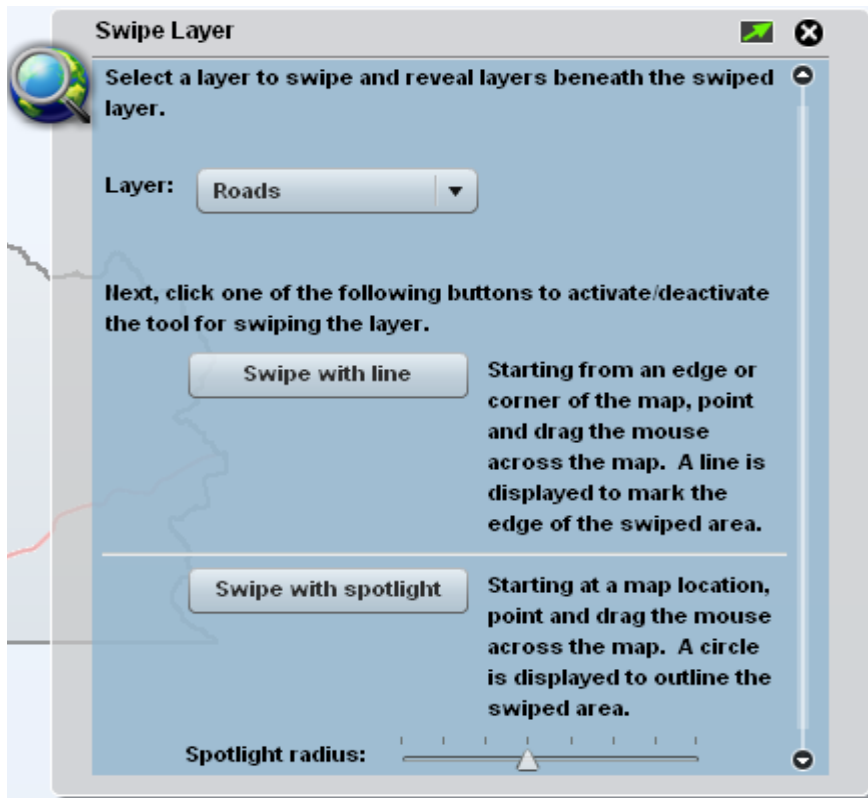 Swipe Layer
Select a layer to swipe and reveal layers beneath the swiped
layer.
Layer: Roads
Next, click one of the following buttons to activate/deactivate
the tool for swiping the layer.
Swipe with line
Starting from an edge or
corner of the map, point
and drag the mouse
across the map. A line is
displayed to mark the
edge of the swiped area.
Swipe with spotlight
Starting at a map location,
point and drag the mouse
across the map. A circle
is displayed to outline the
swiped area.
Spotlight radius: